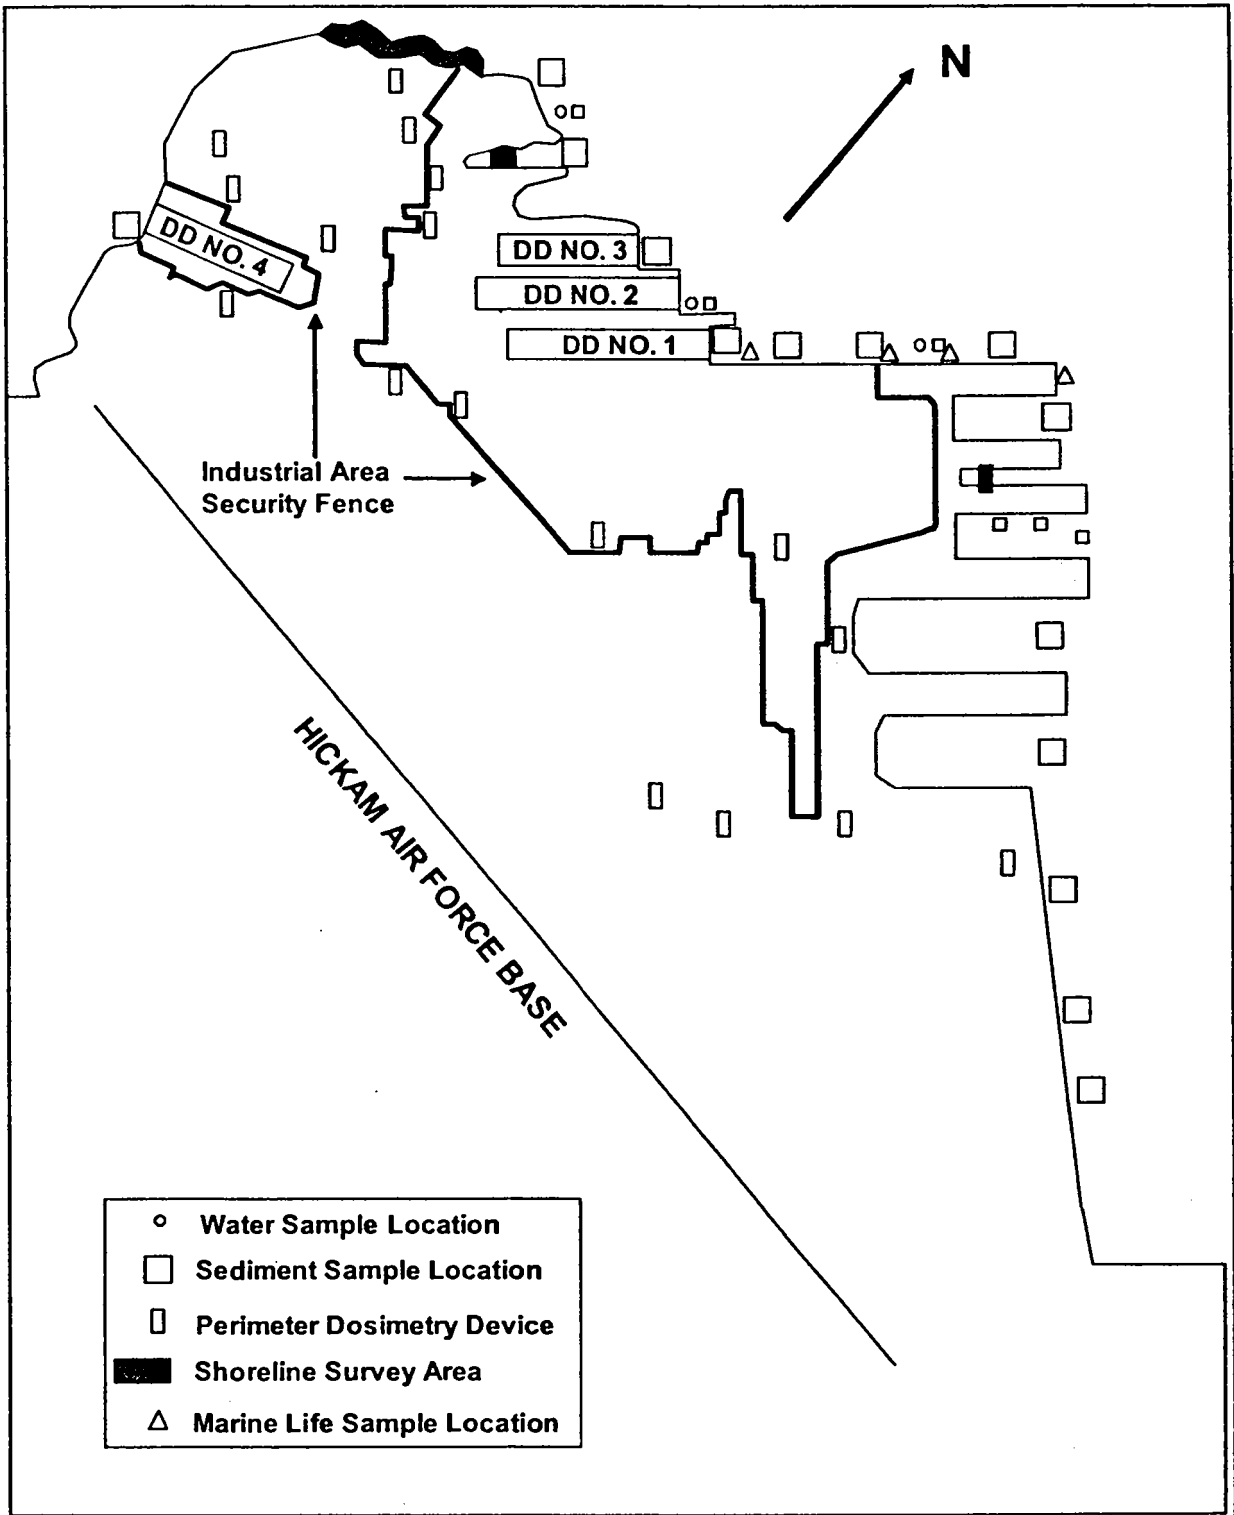 N
DD NO. 4
DD NO. 3
DD NO. 2
DD NO. 1
Industrial Area
Security Fence
HICKAM AIR FORCE BASE
Water Sample Location
Sediment Sample Location
Perimeter Dosimetry Device
Shoreline Survey Area
Marine Life Sample Location